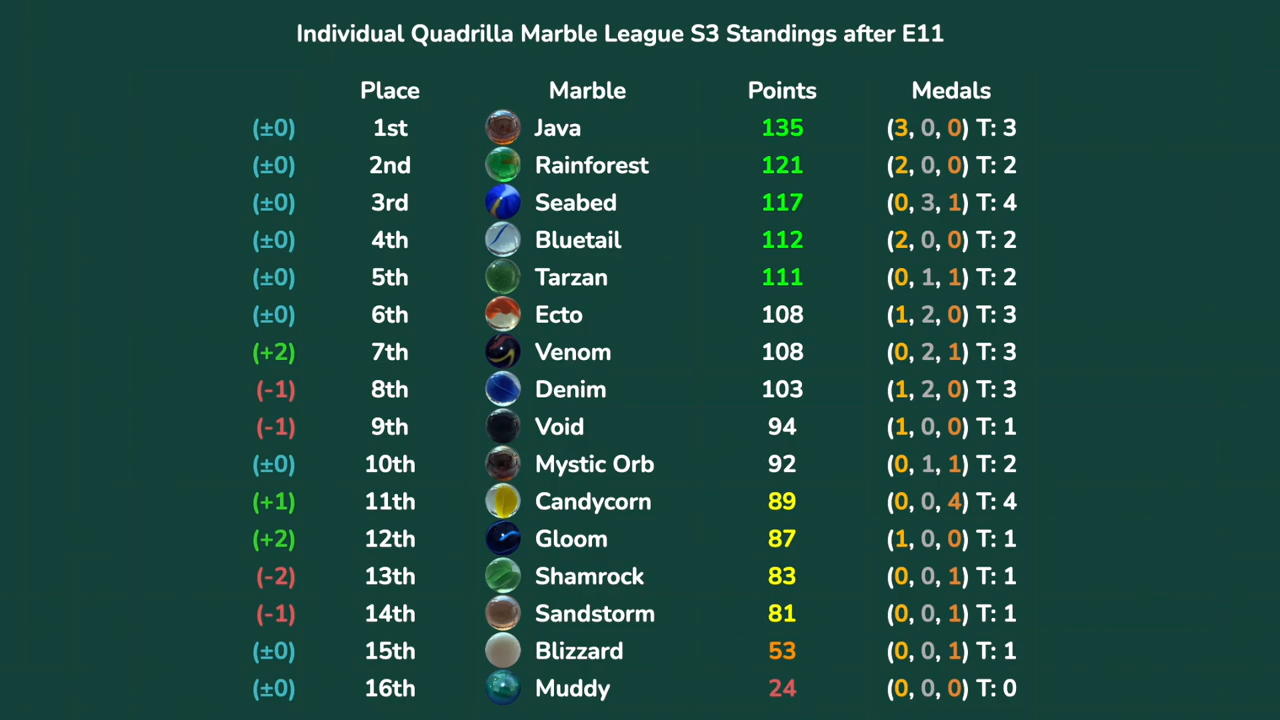 Individual Quadrilla Marble League S3 Standings after E11
Place Marble Points Medals
(±0) 1st Java 135 (3, 0, 0) T: 3
(±0) 2nd Rainforest 121 (2, 0, 0) T: 2
(±0) 3rd Seabed 117 (0, 3, 1) T: 4
(±0) 4th Bluetail 112 (2, 0, 0) T: 2
(±0) 5th Tarzan 111 (0, 1, 1) T: 2
(±0) 6th Ecto 108 (1, 2, 0) T: 3
(+2) 7th Venom 108 (0, 2, 1) T: 3
(-1) 8th Denim 103 (1, 2, 0) T: 3
(-1) 9th Void 94 (1, 0, 0) T: 1
(±0) 10th Mystic Orb 92 (0, 1, 1) T: 2
(+1) 11th Candycorn 89 (0, 0, 4) T: 4
(+2) 12th Gloom 87 (1, 0, 0) T: 1
(-2) 13th Shamrock 83 (0, 0, 1) T: 1
(-1) 14th Sandstorm 81 (0, 0, 1) T: 1
(±0) 15th Blizzard 53 (0, 0, 1) T: 1
(±0) 16th Muddy 24 (0, 0, 0) T: 0